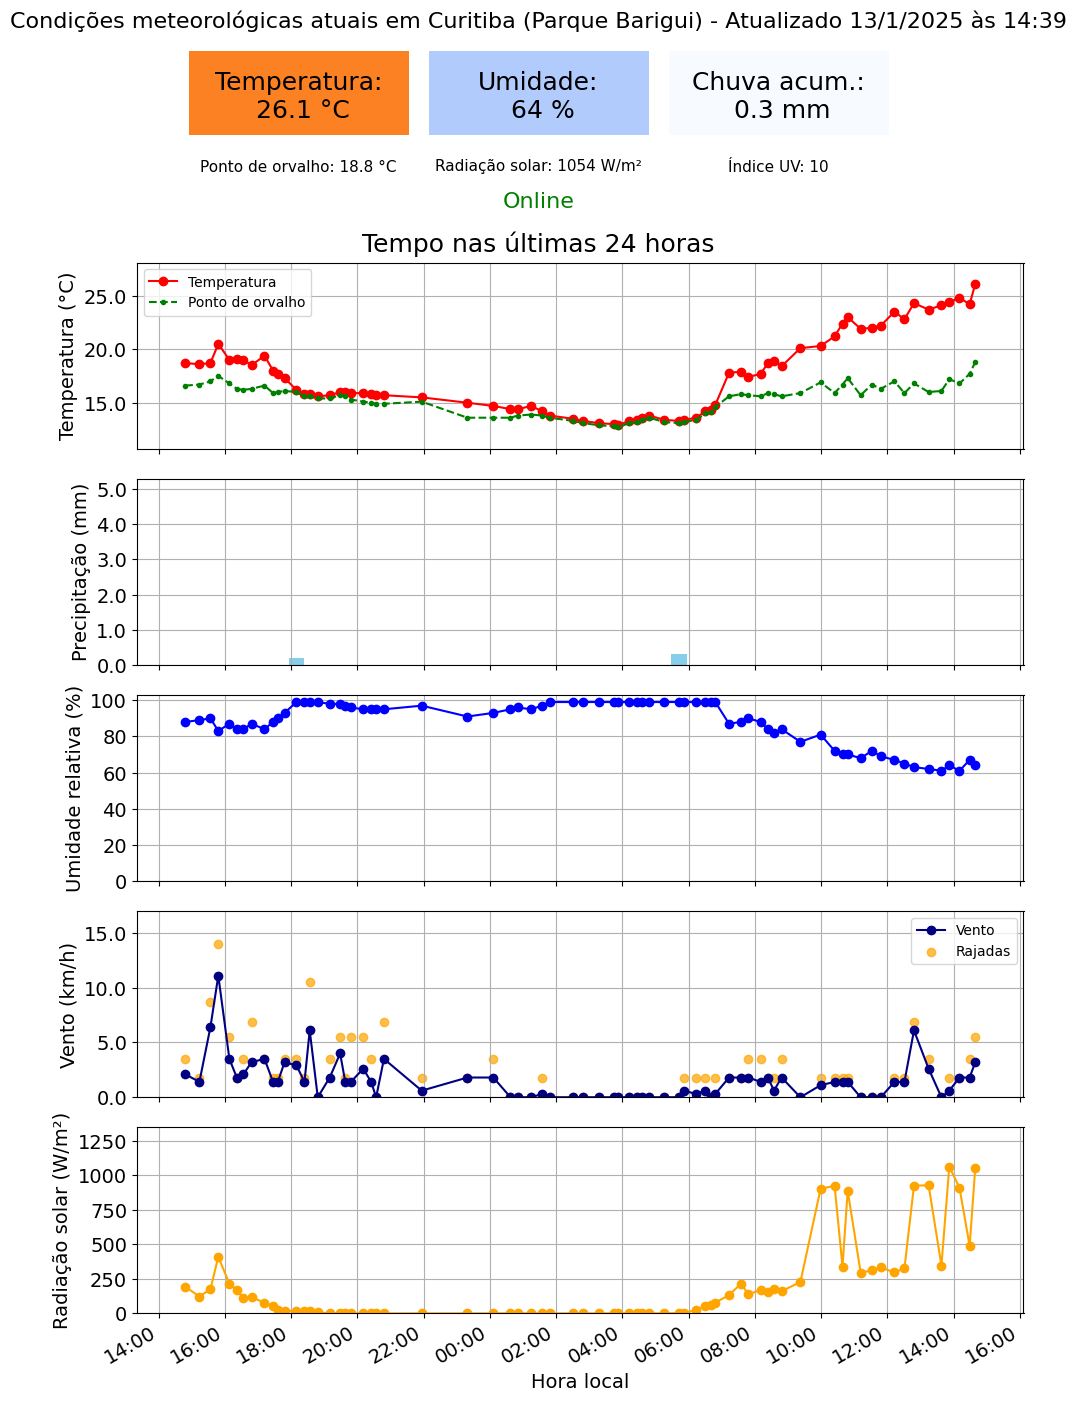 Condições meteorológicas atuais em Curitiba (Parque Barigui) - Atualizado 13/1/2025 às 14:39
Temperatura:
26.1 °C
Umidade:
64 %
Chuva acum.:
0.3 mm
Ponto de orvalho: 18.8 °C
Radiação solar: 1054 W/m²
Índice UV: 10
Online
Tempo nas últimas 24 horas
Temperatura (°C)
25.0
20.0
15.0
Temperatura
Ponto de orvalho
Precipitação (mm)
5.0
4.0
3.0
2.0
1.0
0.0
Umidade relativa (%)
100
80
60
40
20
0
Vento (km/h)
15.0
10.0
5.0
0.0
Vento
Rajadas
Radiação solar (W/m²)
1250
1000
750
500
250
0
14:00
16:00
18:00
20:00
22:00
00:00
02:00
04:00
06:00
08:00
10:00
12:00
14:00
16:00
Hora local